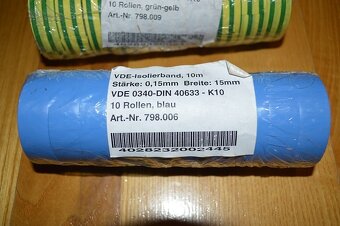 10 Rollen, grün-gelb
Art.-Nr. 798.009
VDE-Isolierband, 10m
Stärke: 0,15mm Breite: 15mm
VDE 0340-DIN 40633 - K10
10 Rollen, blau
Art.-Nr. 798.006
4028232002445